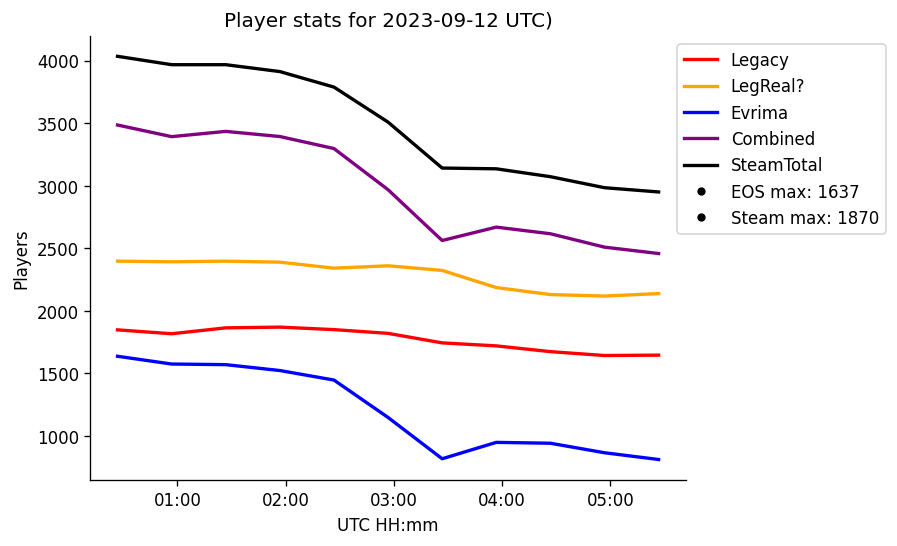 Player stats for 2023-09-12 UTC)
4000
3500
3000
2500
2000
1500
1000
Players
01:00
02:00
03:00
04:00
05:00
UTC HH:mm
Legacy
LegReal?
Evrima
Combined
SteamTotal
EOS max: 1637
Steam max: 1870